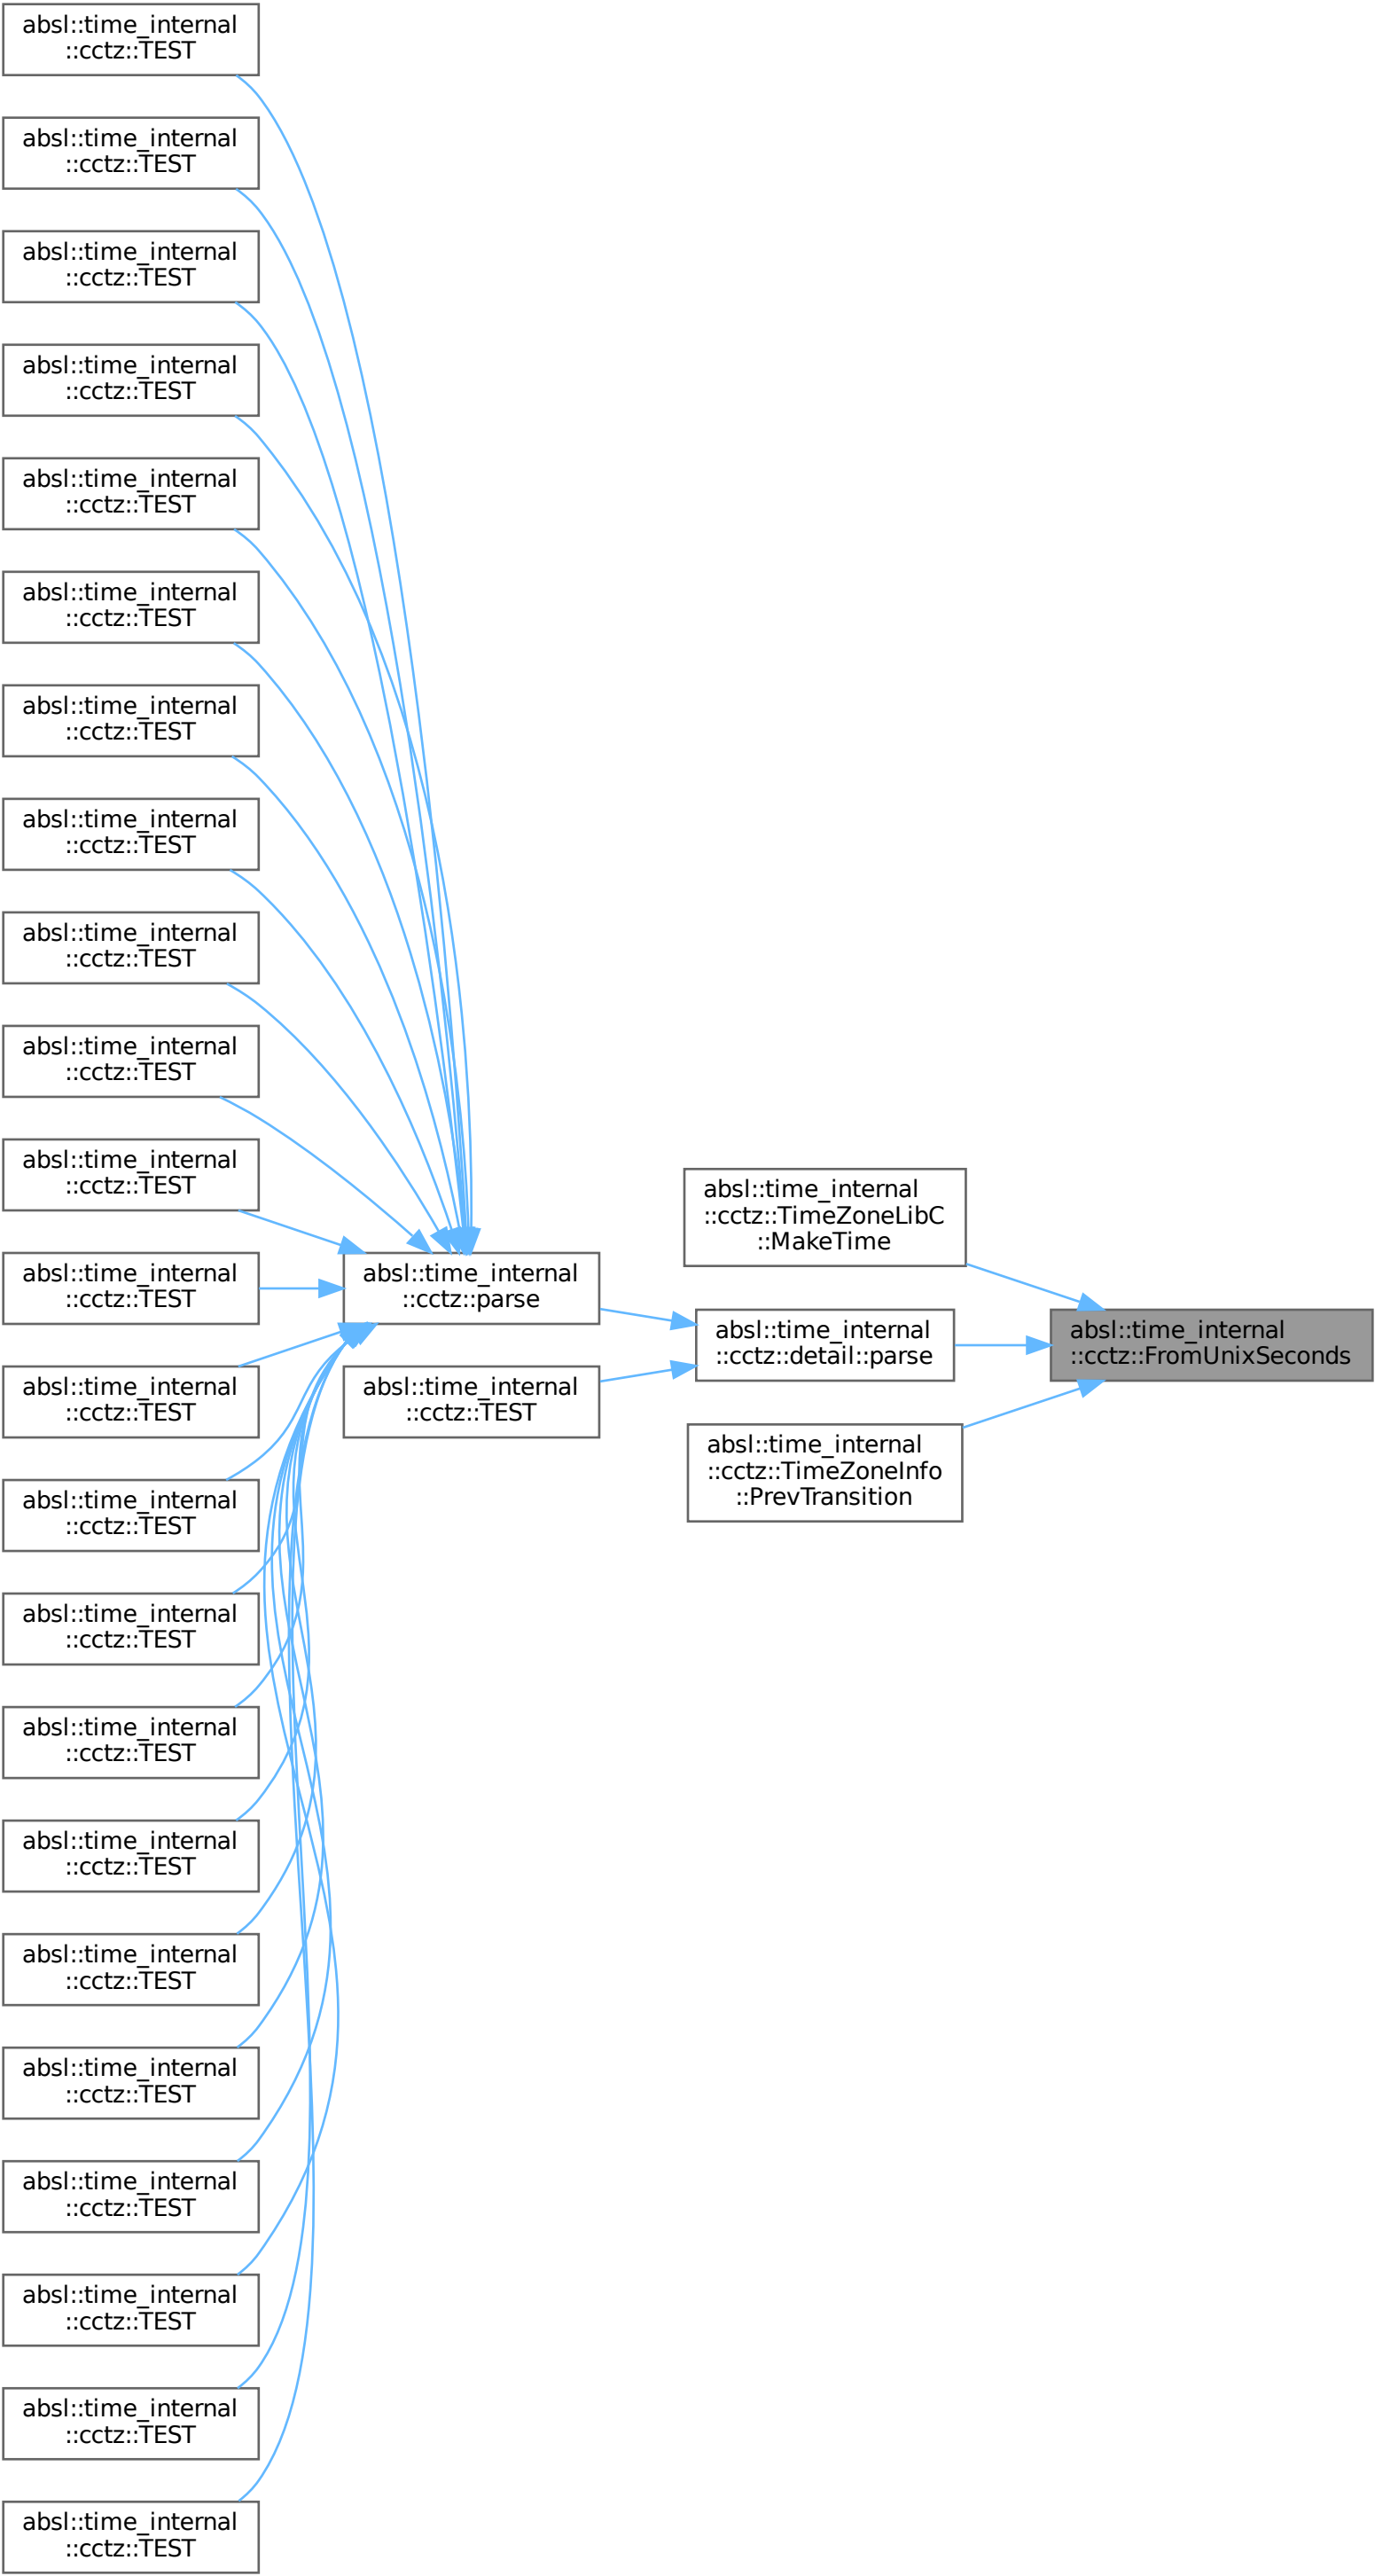 absl::time_internal
::cctz::TEST
absl::time_internal
::cctz::TEST
absl::time_internal
::cctz::TEST
absl::time_internal
::cctz::TEST
absl::time_internal
::cctz::TEST
absl::time_internal
::cctz::TEST
absl::time_internal
::cctz::TEST
absl::time_internal
::cctz::TEST
absl::time_internal
::cctz::TEST
absl::time_internal
::cctz::TEST
absl::time_internal
::cctz::TEST
absl::time_internal
::cctz::TEST
absl::time_internal
::cctz::TEST
absl::time_internal
::cctz::TEST
absl::time_internal
::cctz::TEST
absl::time_internal
::cctz::TEST
absl::time_internal
::cctz::TEST
absl::time_internal
::cctz::TEST
absl::time_internal
::cctz::TEST
absl::time_internal
::cctz::TEST
absl::time_internal
::cctz::TEST
absl::time_internal
::cctz::TEST
absl::time_internal
::cctz::TEST
absl::time_internal
::cctz::parse
absl::time_internal
::cctz::TEST
absl::time_internal
::cctz::TimeZoneLibC
::MakeTime
absl::time_internal
::cctz::detail::parse
absl::time_internal
::cctz::TimeZoneInfo
::PrevTransition
absl::time_internal
::cctz::FromUnixSeconds